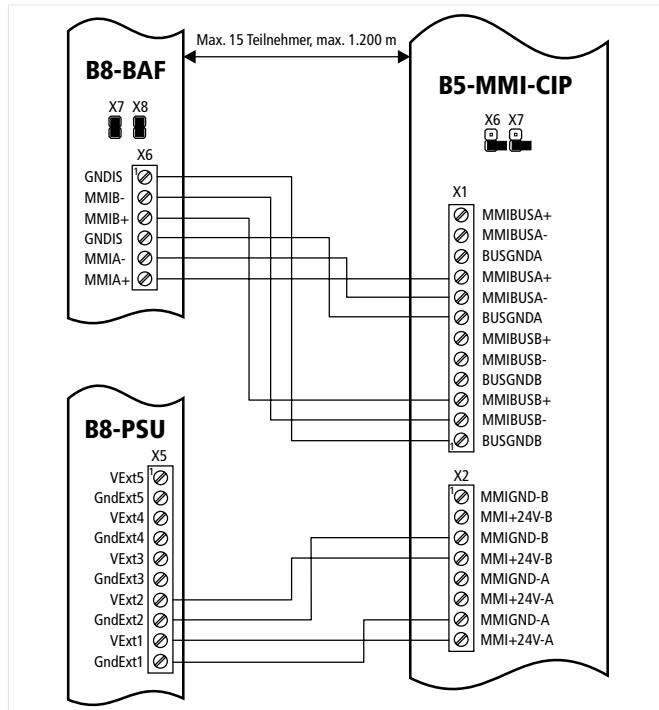 Max. 15 Teilnehmer, max. 1.200 m
B8-BAF
X7 X8
X6
1
GNDIS
MMIB-
MMIB+
GNDIS
MMIA-
MMIA+
B5-MMI-CIP
X6 X7
X1
MMIBUSA+
MMIBUSA-
BUSGNDA
MMIBUSA+
MMIBUSA-
BUSGNDA
MMIBUSB+
MMIBUSB-
BUSGNDB
MMIBUSB+
MMIBUSB-
BUSGNDB
1
B8-PSU
X5
1
VExt5
GndExt5
VExt4
GndExt4
VExt3
GndExt3
VExt2
GndExt2
VExt1
GndExt1
X2
1
MMIGND-B
MMI+24V-B
MMIGND-B
MMI+24V-B
MMIGND-A
MMI+24V-A
MMIGND-A
MMI+24V-A